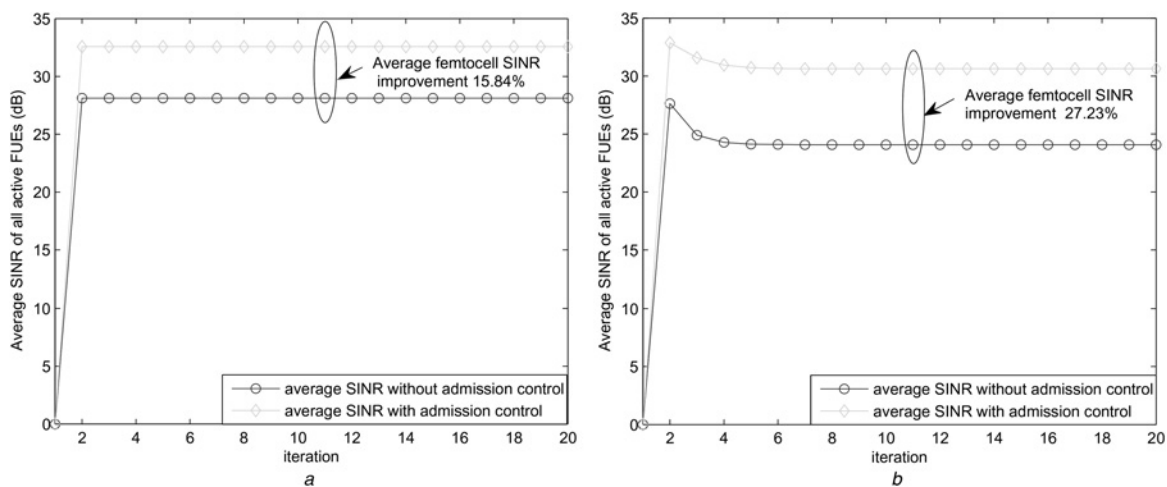 35
30
25
20
15
10
5
0
Average SINR of all active FUEs (dB)
Average femtocell SINR
improvement 15.84%
average SINR without admission control
average SINR with admission control
2 4 6 8 10 12 14 16 18 20
iteration
a
35
30
25
20
15
10
5
0
Average SINR of all active FUEs (dB)
Average femtocell SINR
improvement 27.23%
average SINR without admission control
average SINR with admission control
2 4 6 8 10 12 14 16 18 20
iteration
b